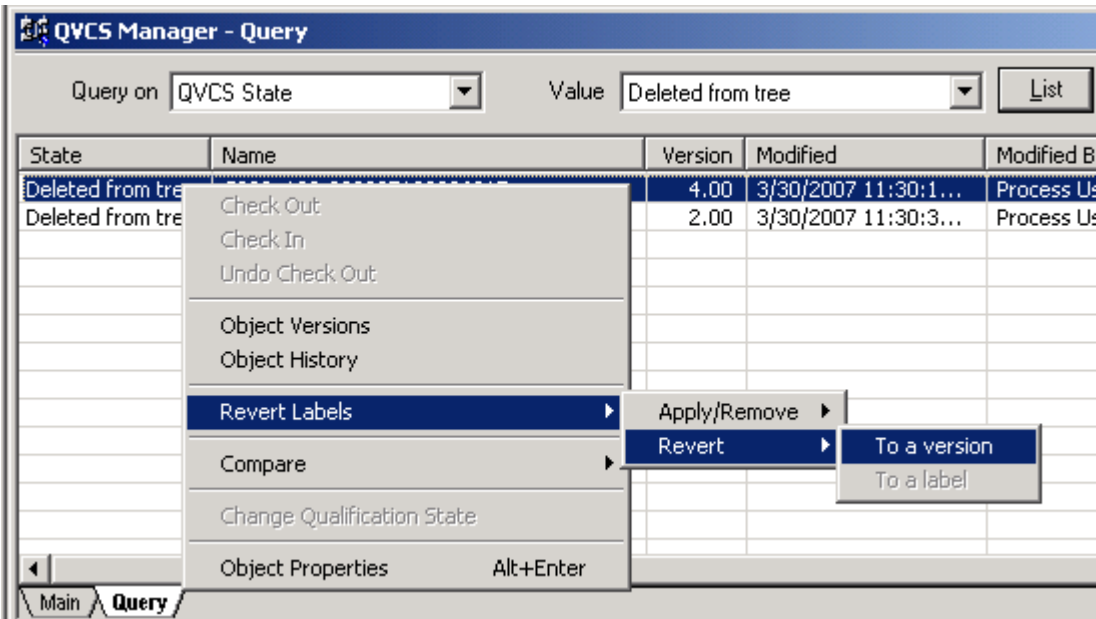 QVCS Manager - Query
Query on QVCS State Value Deleted from tree List
State Name Version Modified Modified B
Deleted from tre 4.00 3/30/2007 11:30:1... Process Us
Deleted from tre 2.00 3/30/2007 11:30:3... Process Us
Check Out
Check In
Undo Check Out
Object Versions
Object History
Revert Labels
Compare
Change Qualification State
Object Properties Alt+Enter
Apply/Remove
Revert
To a version
To a label
Main Query